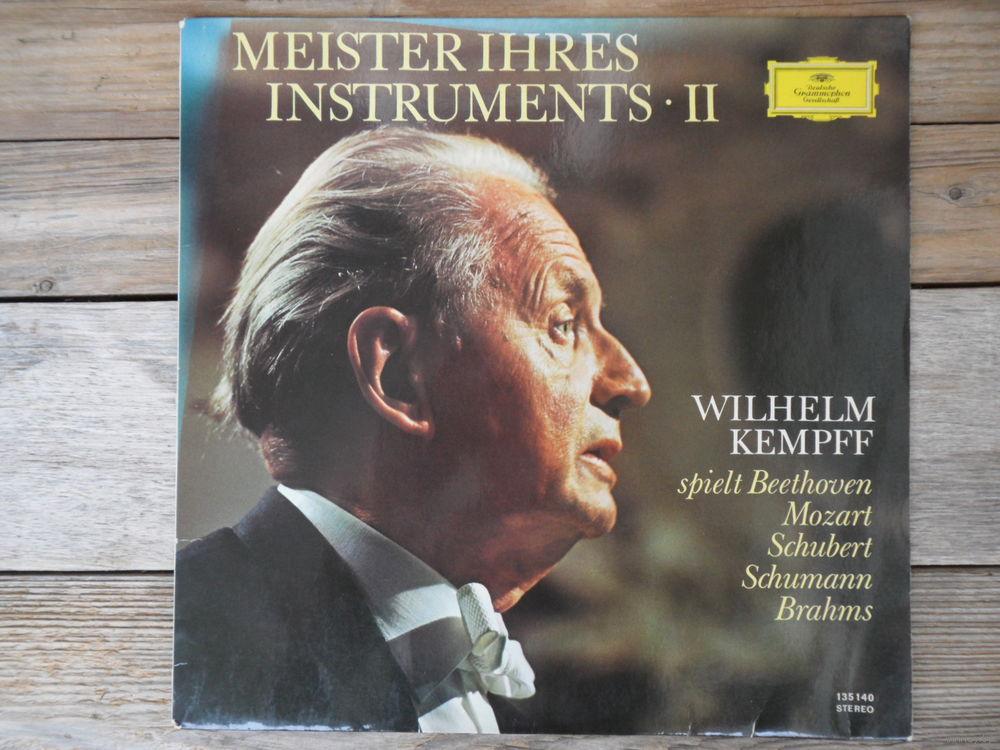 MEISTER IHRES
INSTRUMENTS · II
Deutsche
Grammophon
Gesellschaft
WILHELM
KEMPFF
spielt Beethoven
Mozart
Schubert
Schumann
Brahms
135 140
STEREO